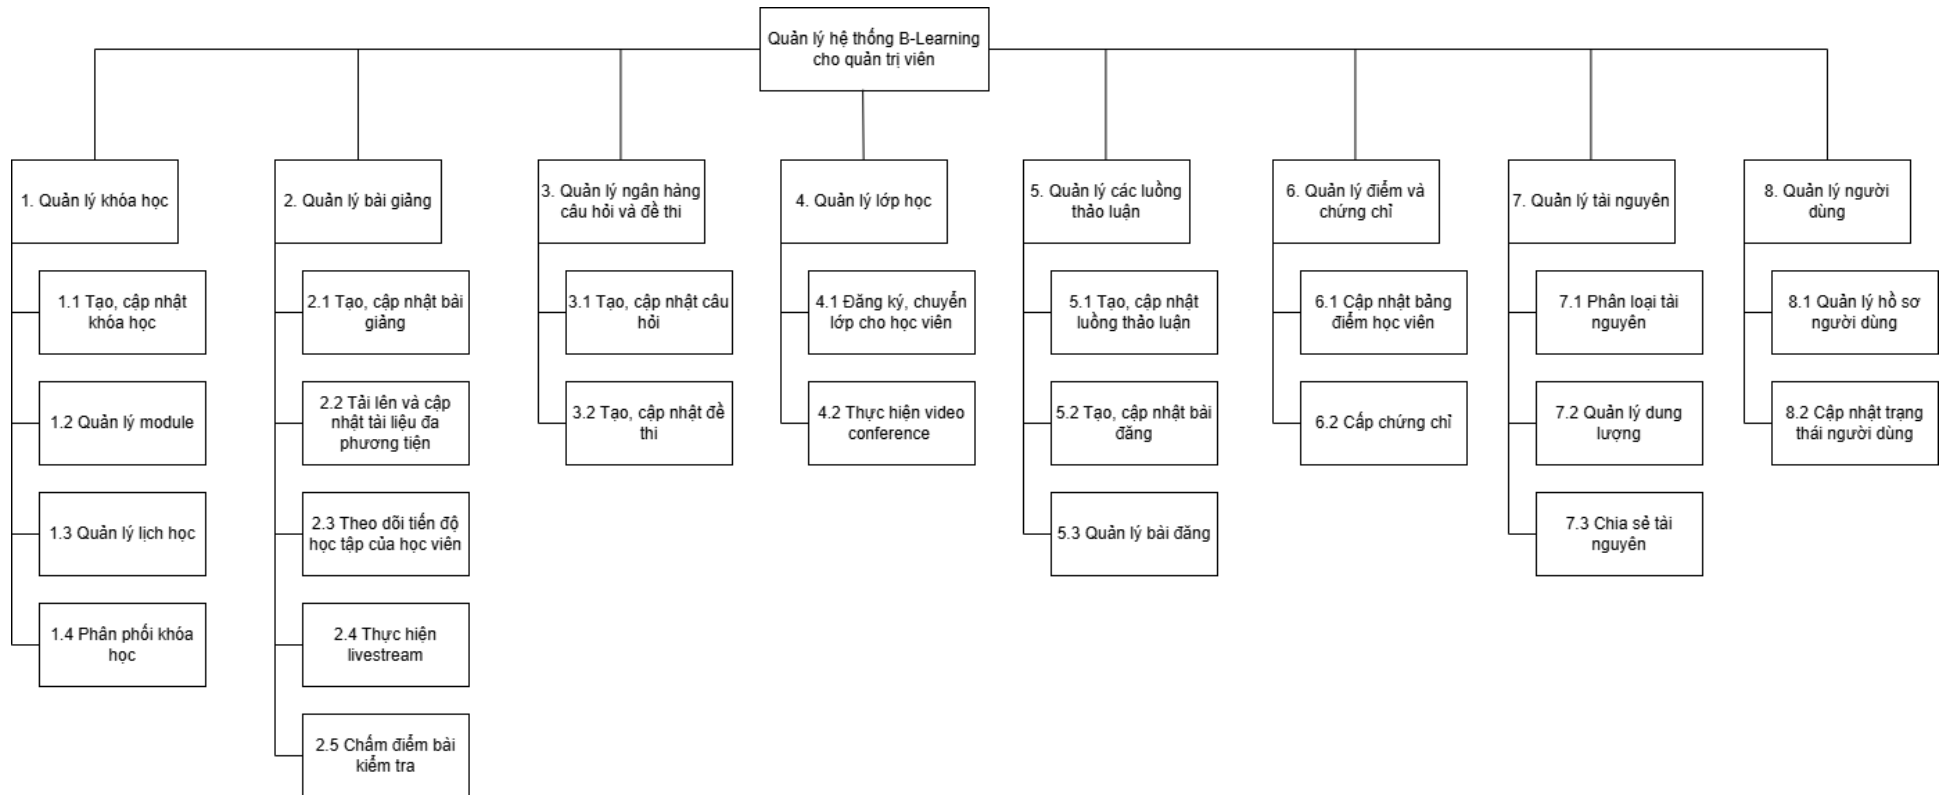 Quản lý hệ thống B-Learning
cho quản trị viên
1. Quản lý khóa học
2. Quản lý bài giảng
3. Quản lý ngân hàng
câu hỏi và đề thi
4. Quản lý lớp học
5. Quản lý các luồng
thảo luận
6. Quản lý điểm và
chứng chỉ
7. Quản lý tài nguyên
8. Quản lý người
dùng
1.1 Tạo, cập nhật
khóa học
1.2 Quản lý module
1.3 Quản lý lịch học
1.4 Phân phối khóa
học
2.1 Tạo, cập nhật bài
giảng
2.2 Tải lên và cập
nhật tài liệu đa
phương tiện
2.3 Theo dõi tiến độ
học tập của học viên
2.4 Thực hiện
livestream
2.5 Chấm điểm bài
kiểm tra
3.1 Tạo, cập nhật câu
hỏi
3.2 Tạo, cập nhật đề
thi
4.1 Đăng ký, chuyển
lớp cho học viên
4.2 Thực hiện video
conference
5.1 Tạo, cập nhật
luồng thảo luận
5.2 Tạo, cập nhật bài
đăng
5.3 Quản lý bài đăng
6.1 Cập nhật bảng
điểm học viên
6.2 Cấp chứng chỉ
7.1 Phân loại tài
nguyên
7.2 Quản lý dung
lượng
7.3 Chia sẻ tài
nguyên
8.1 Quản lý hồ sơ
người dùng
8.2 Cập nhật trạng
thái người dùng